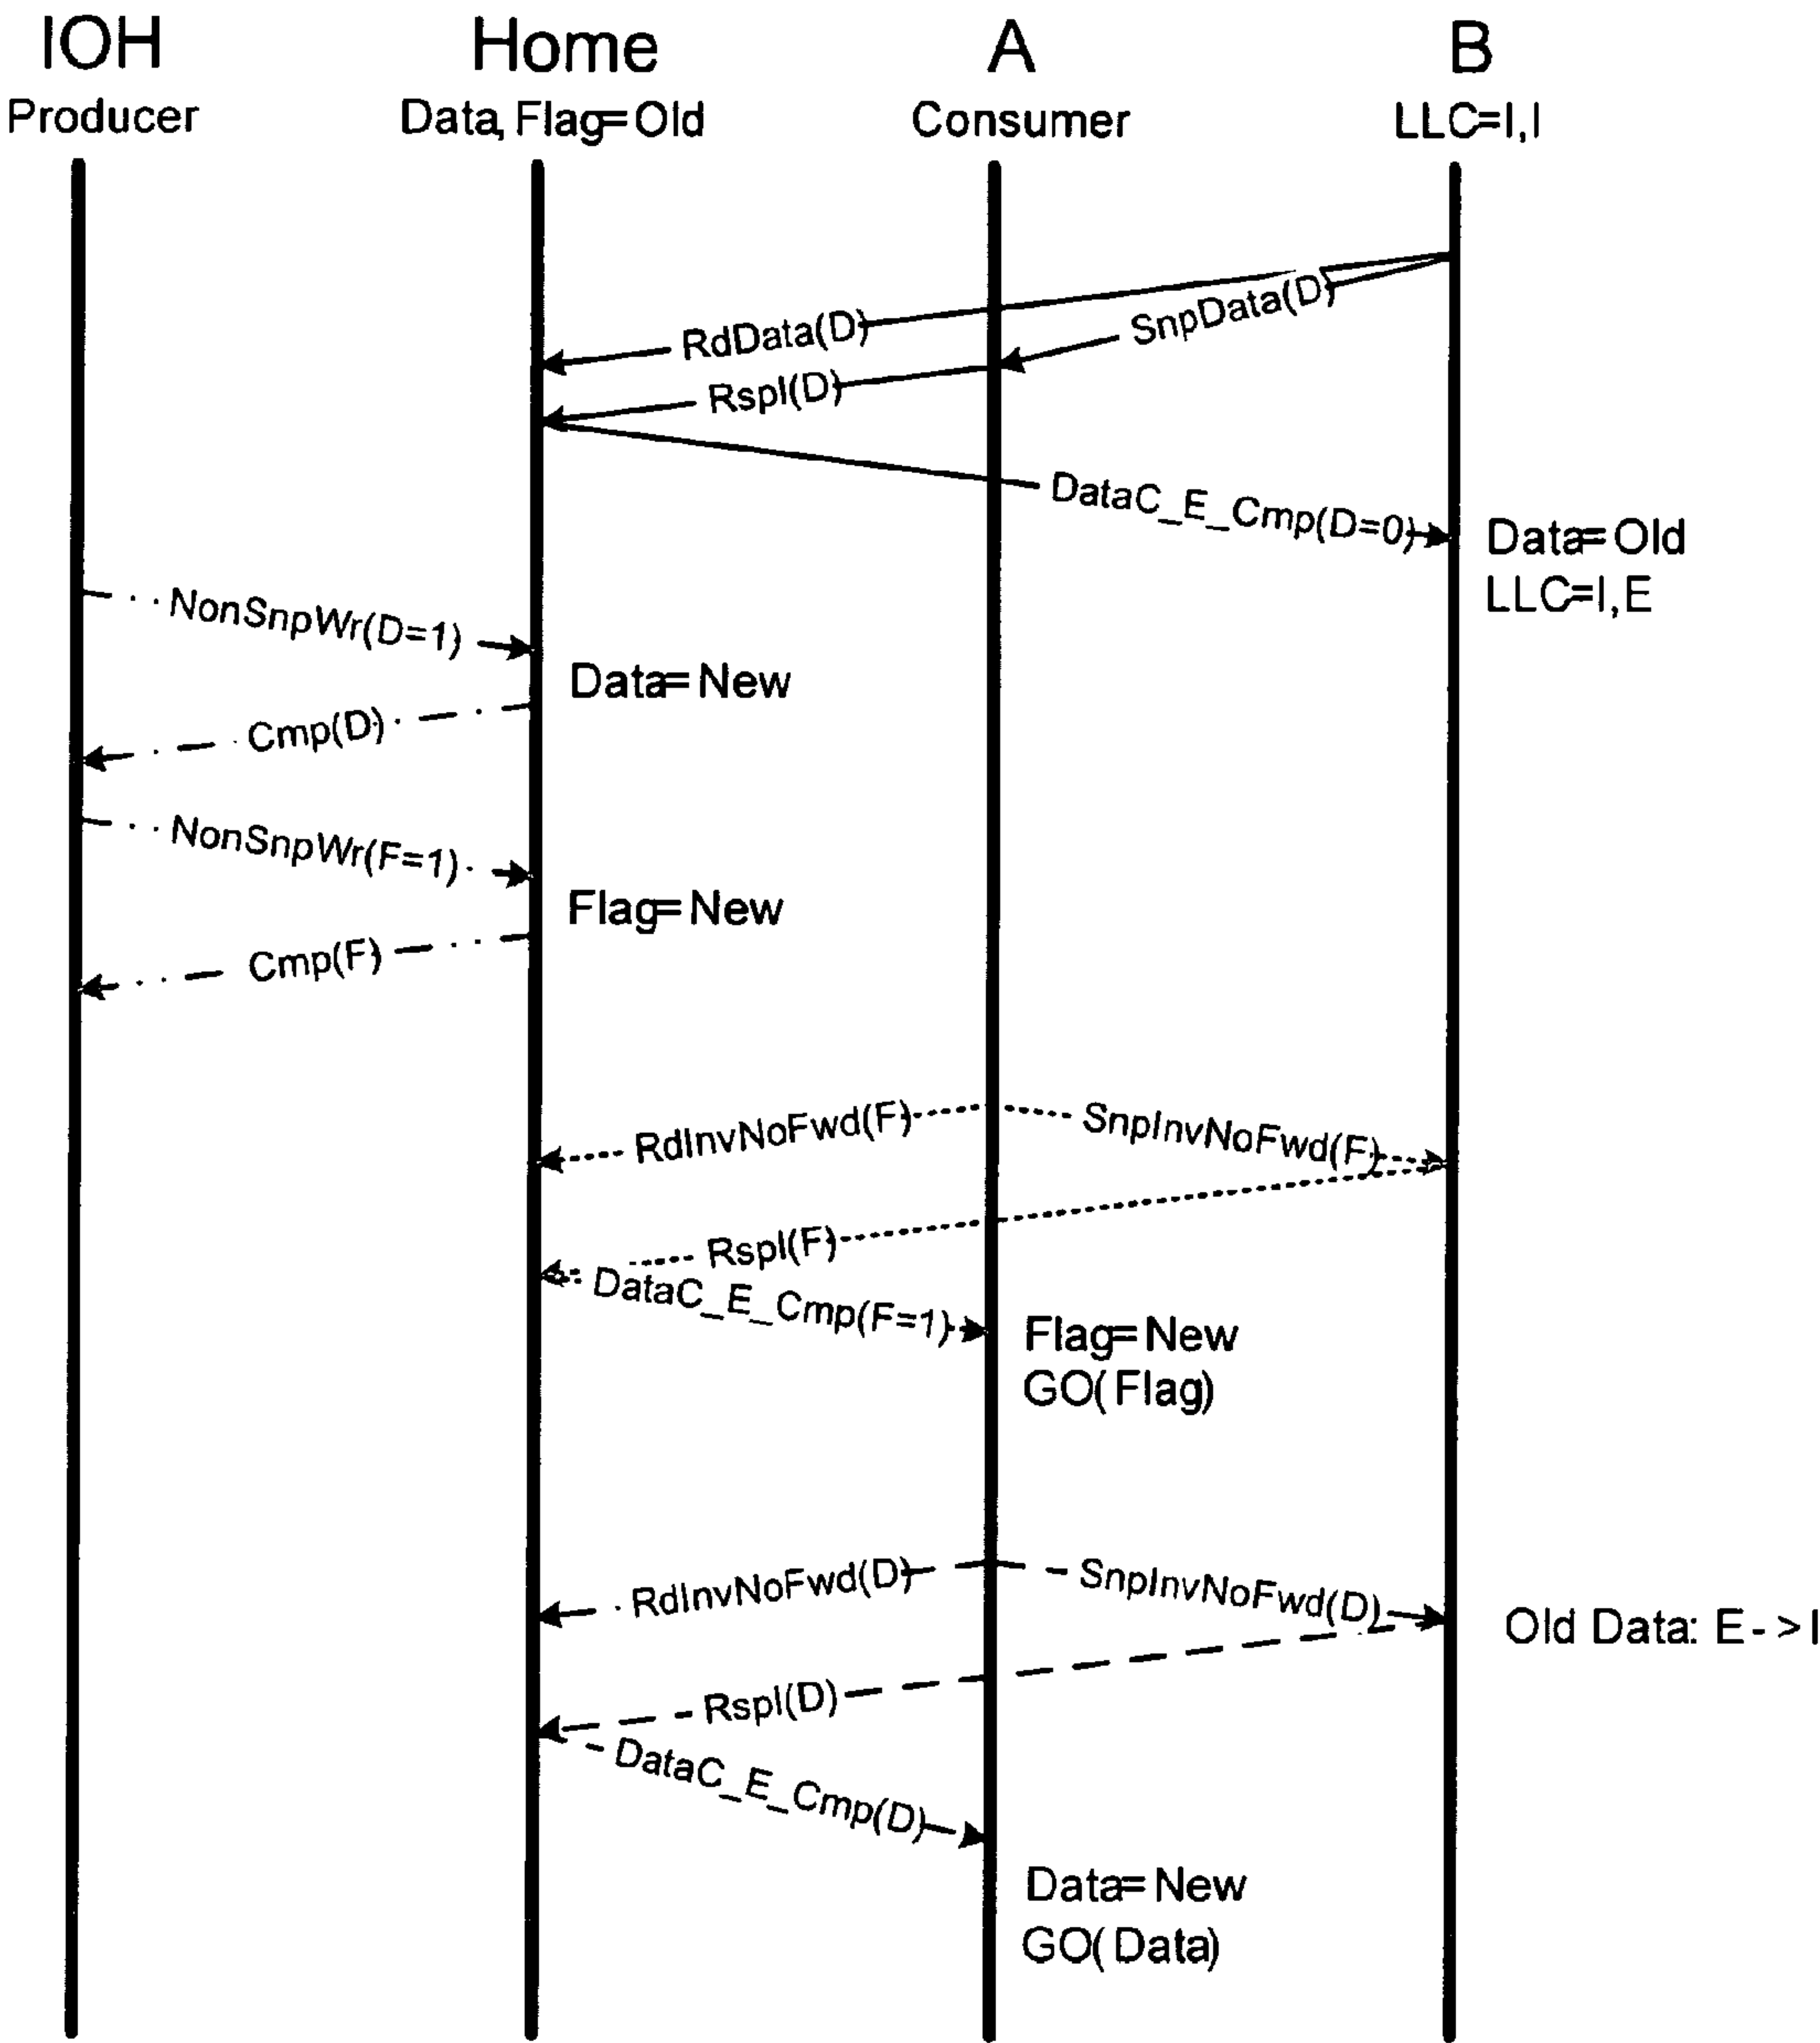 IOH
Producer
Home
Data, Flag=Old
A
Consumer
B
LLC=I,I
RdData(D)
SnpData(D)
RspI(D)
DataC_E_Cmp(D=0)
Data=Old
LLC=I,E
NonSnpWr(D=1)
Data=New
Cmp(D)
NonSnpWr(F=1)
Flag=New
Cmp(F)
RdInvNoFwd(F)
SnpInvNoFwd(F)
RspI(F)
DataC_E_Cmp(F=1)
Flag=New
GO(Flag)
RdInvNoFwd(D)
SnpInvNoFwd(D)
Old Data: E->I
RspI(D)
DataC_E_Cmp(D)
Data=New
GO(Data)